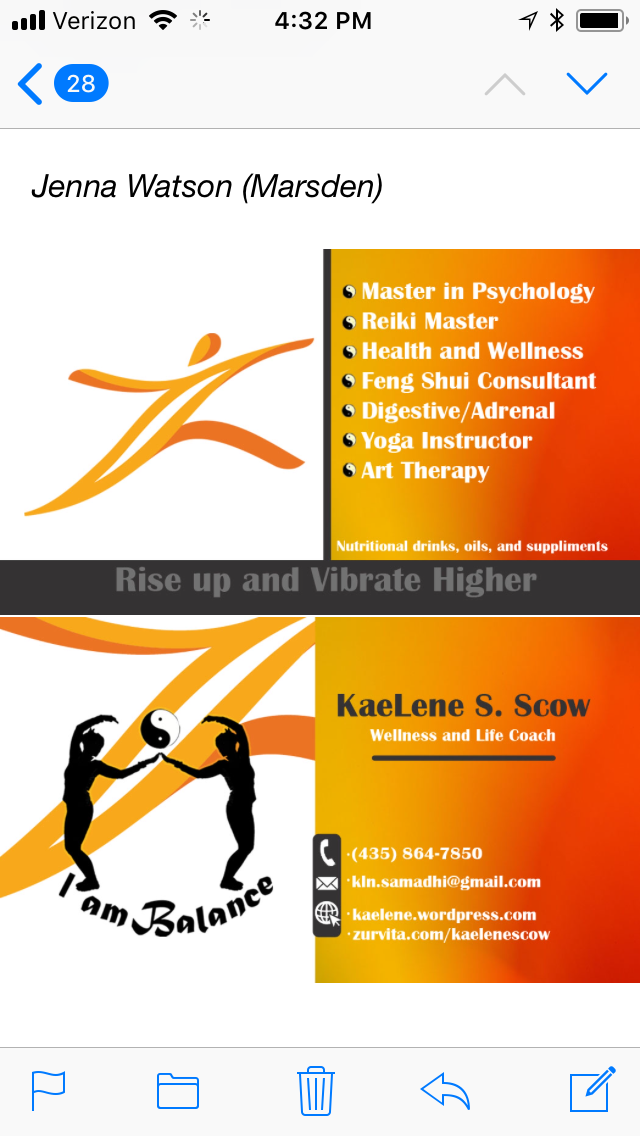 Verizon 4:32 PM
28
Jenna Watson (Marsden)
Master in Psychology
Reiki Master
Health and Wellness
Feng Shui Consultant
Digestive/Adrenal
Yoga Instructor
Art Therapy
Nutritional drinks, oils, and suppliments
Rise up and Vibrate Higher
I am Balance
KaeLene S. Scow
Wellness and Life Coach
·(435) 864-7850
·kln.samadhi@gmail.com
·kaelene.wordpress.com
·zurvita.com/kaelenescow